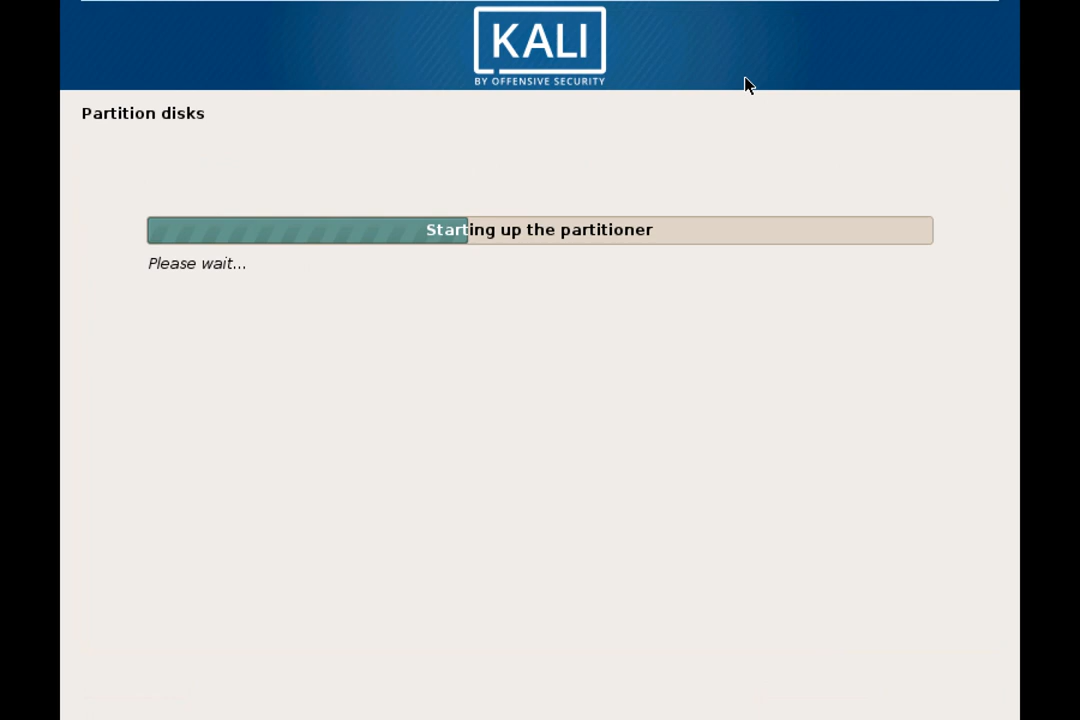 KALI
BY OFFENSIVE SECURITY
Partition disks
Starting up the partitioner
Please wait...